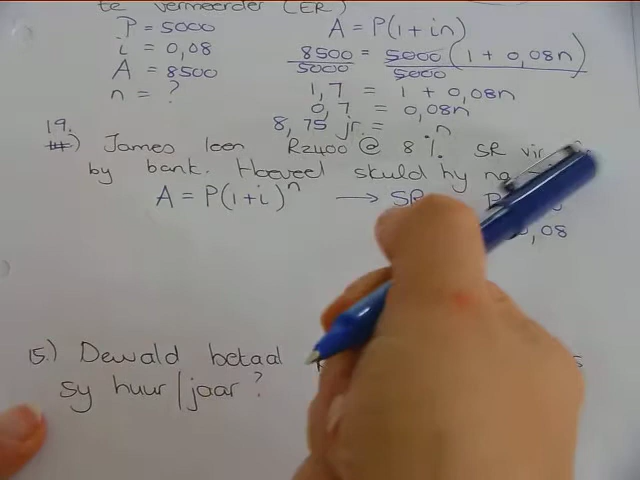 te vermeerder (ER)
P = 5000
A = P(1 + in)
i = 0,08
8500/5000 = 5000/5000 (1 + 0,08n)
A = 8500
n = ?
1,7 = 1 + 0,08n
0,7 = 0,08n
8,75 jr. = n
19.
James leen R2400 @ 8 % SR vir
by bank. Hoeveel skuld hy na
A = P(1+i)^n → SR
,08
15.) Dewald betaal
sy huur/jaar?